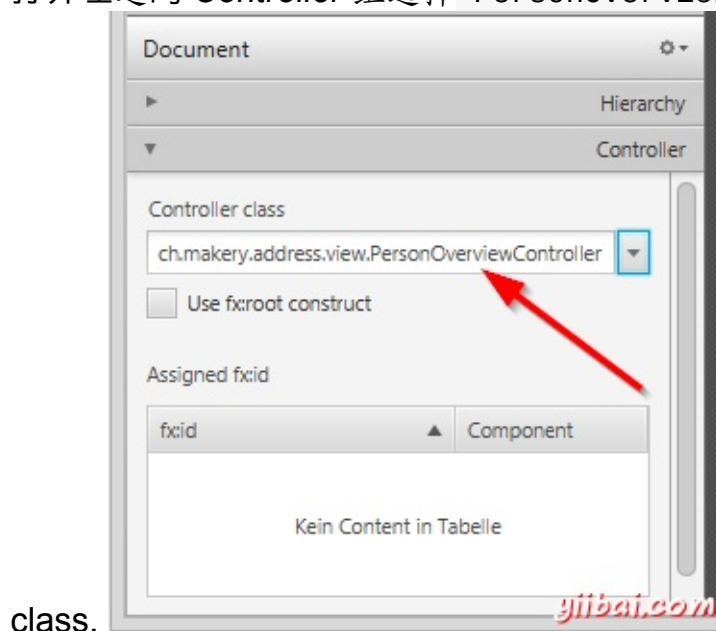 Document
Hierarchy
Controller
Controller class
ch.makery.address.view.PersonOverviewController
Use fx:root construct
Assigned fx:id
fx:id Component
Kein Content in Tabelle
yiibai.com
class.